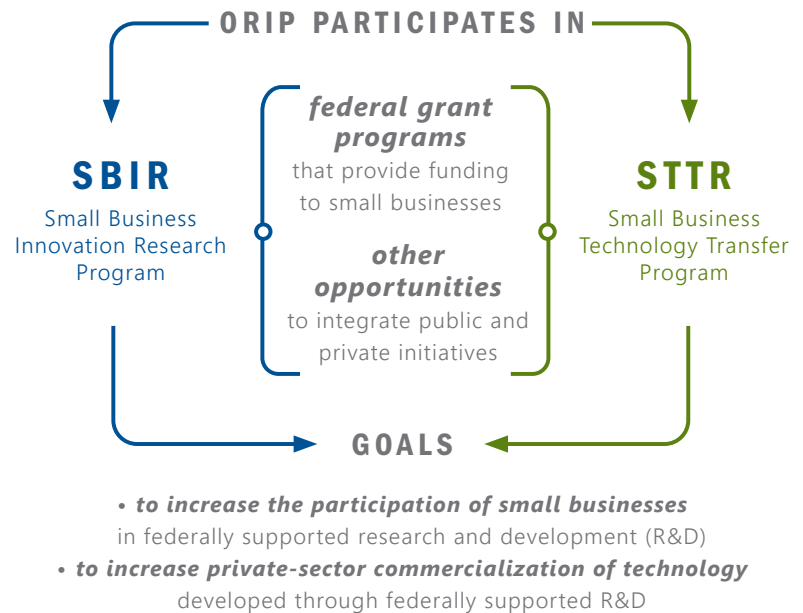 ORIP PARTICIPATES IN
SBIR
Small Business
Innovation Research
Program
federal grant
programs
that provide funding
to small businesses
other
opportunities
to integrate public and
private initiatives
STTR
Small Business
Technology Transfer
Program
GOALS
• to increase the participation of small businesses
in federally supported research and development (R&D)
• to increase private-sector commercialization of technology
developed through federally supported R&D